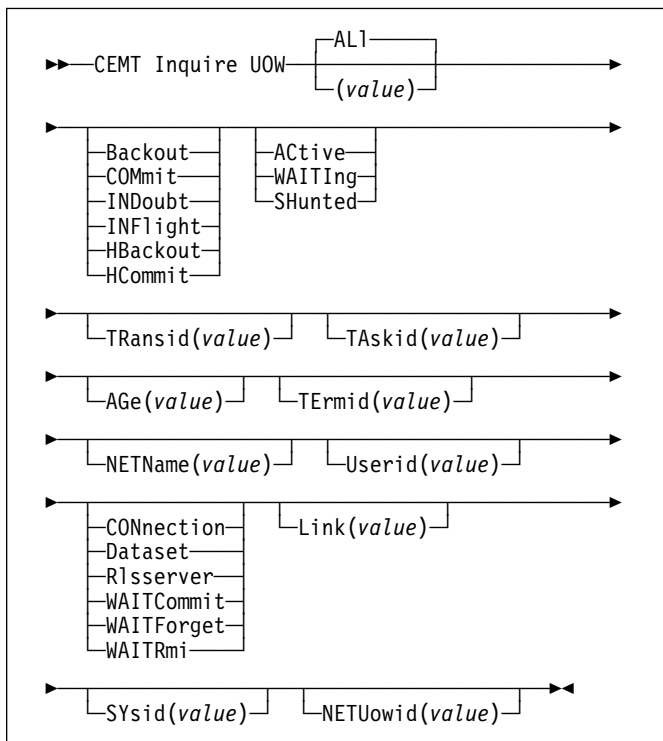 ALl
CEMT Inquire UOW
(value)
Backout ACtive
COMmit WAITIng
INDoubt SHunted
INFlight
HBackout
HCommit
TRansid(value) TAskid(value)
AGe(value) TErmid(value)
NETName(value) Userid(value)
CONnection Link(value)
Dataset
Rlsserver
WAITCommit
WAITForget
WAITRmi
SYsid(value) NETUowid(value)